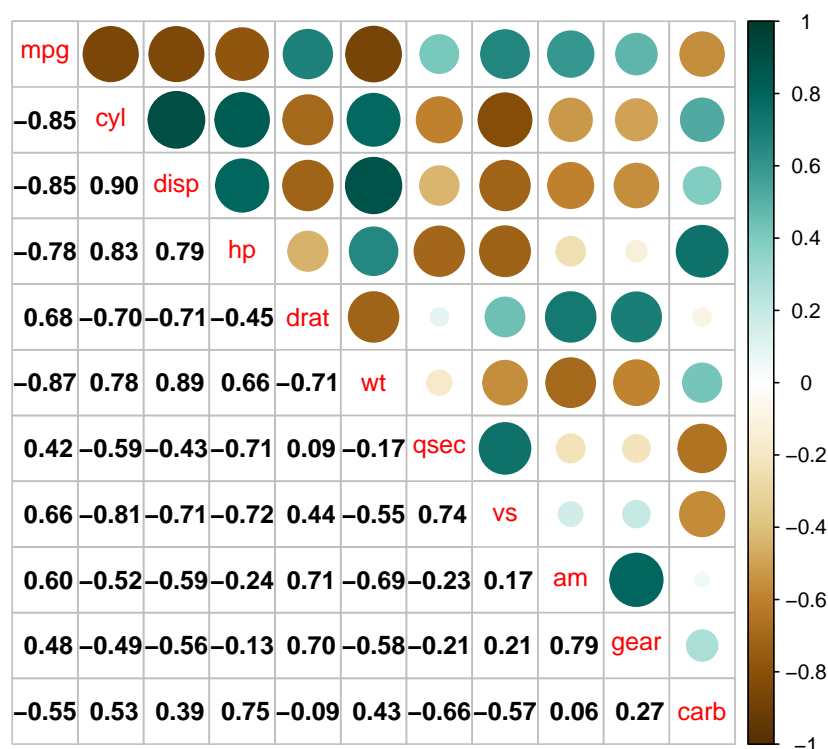 mpg
−0.85 cyl
−0.85 0.90 disp
−0.78 0.83 0.79 hp
0.68 −0.70 −0.71 −0.45 drat
−0.87 0.78 0.89 0.66 −0.71 wt
0.42 −0.59 −0.43 −0.71 0.09 −0.17 qsec
0.66 −0.81 −0.71 −0.72 0.44 −0.55 0.74 vs
0.60 −0.52 −0.59 −0.24 0.71 −0.69 −0.23 0.17 am
0.48 −0.49 −0.56 −0.13 0.70 −0.58 −0.21 0.21 0.79 gear
−0.55 0.53 0.39 0.75 −0.09 0.43 −0.66 −0.57 0.06 0.27 carb
1
0.8
0.6
0.4
0.2
0
−0.2
−0.4
−0.6
−0.8
−1